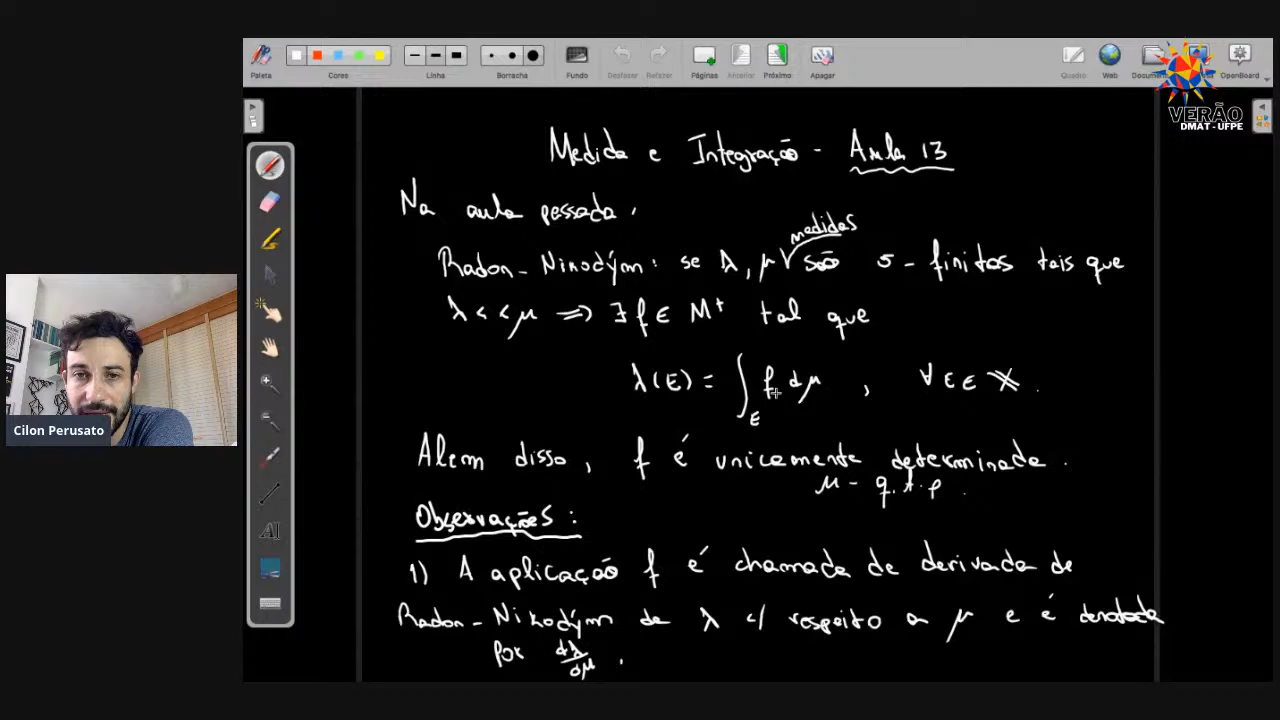 Paleta
Cores
Linha
Borracha
Fundo
Desfazer
Refazer
Páginas
Anterior
Próximo
Apagar
Quadro
Web
OpenBoard
VERÃO
DMAT - UFPE
Medida e Integração - Aula 13
Na aula passada,
medidas
Radon-Nikodým: se λ, μ √ são σ-finitas tais que
λ << μ => ∃ f ∈ M⁺ tal que
λ(E) = ∫_E f dμ , ∀ E ∈ X .
Alem disso, f é unicamente determinada .
μ - q.t.p .
Observações:
1) A aplicação f é chamada de derivada de
Radon-Nikodým de λ c/ respeito a μ e é denotada
por dλ/dμ .
Cilon Perusato
AI